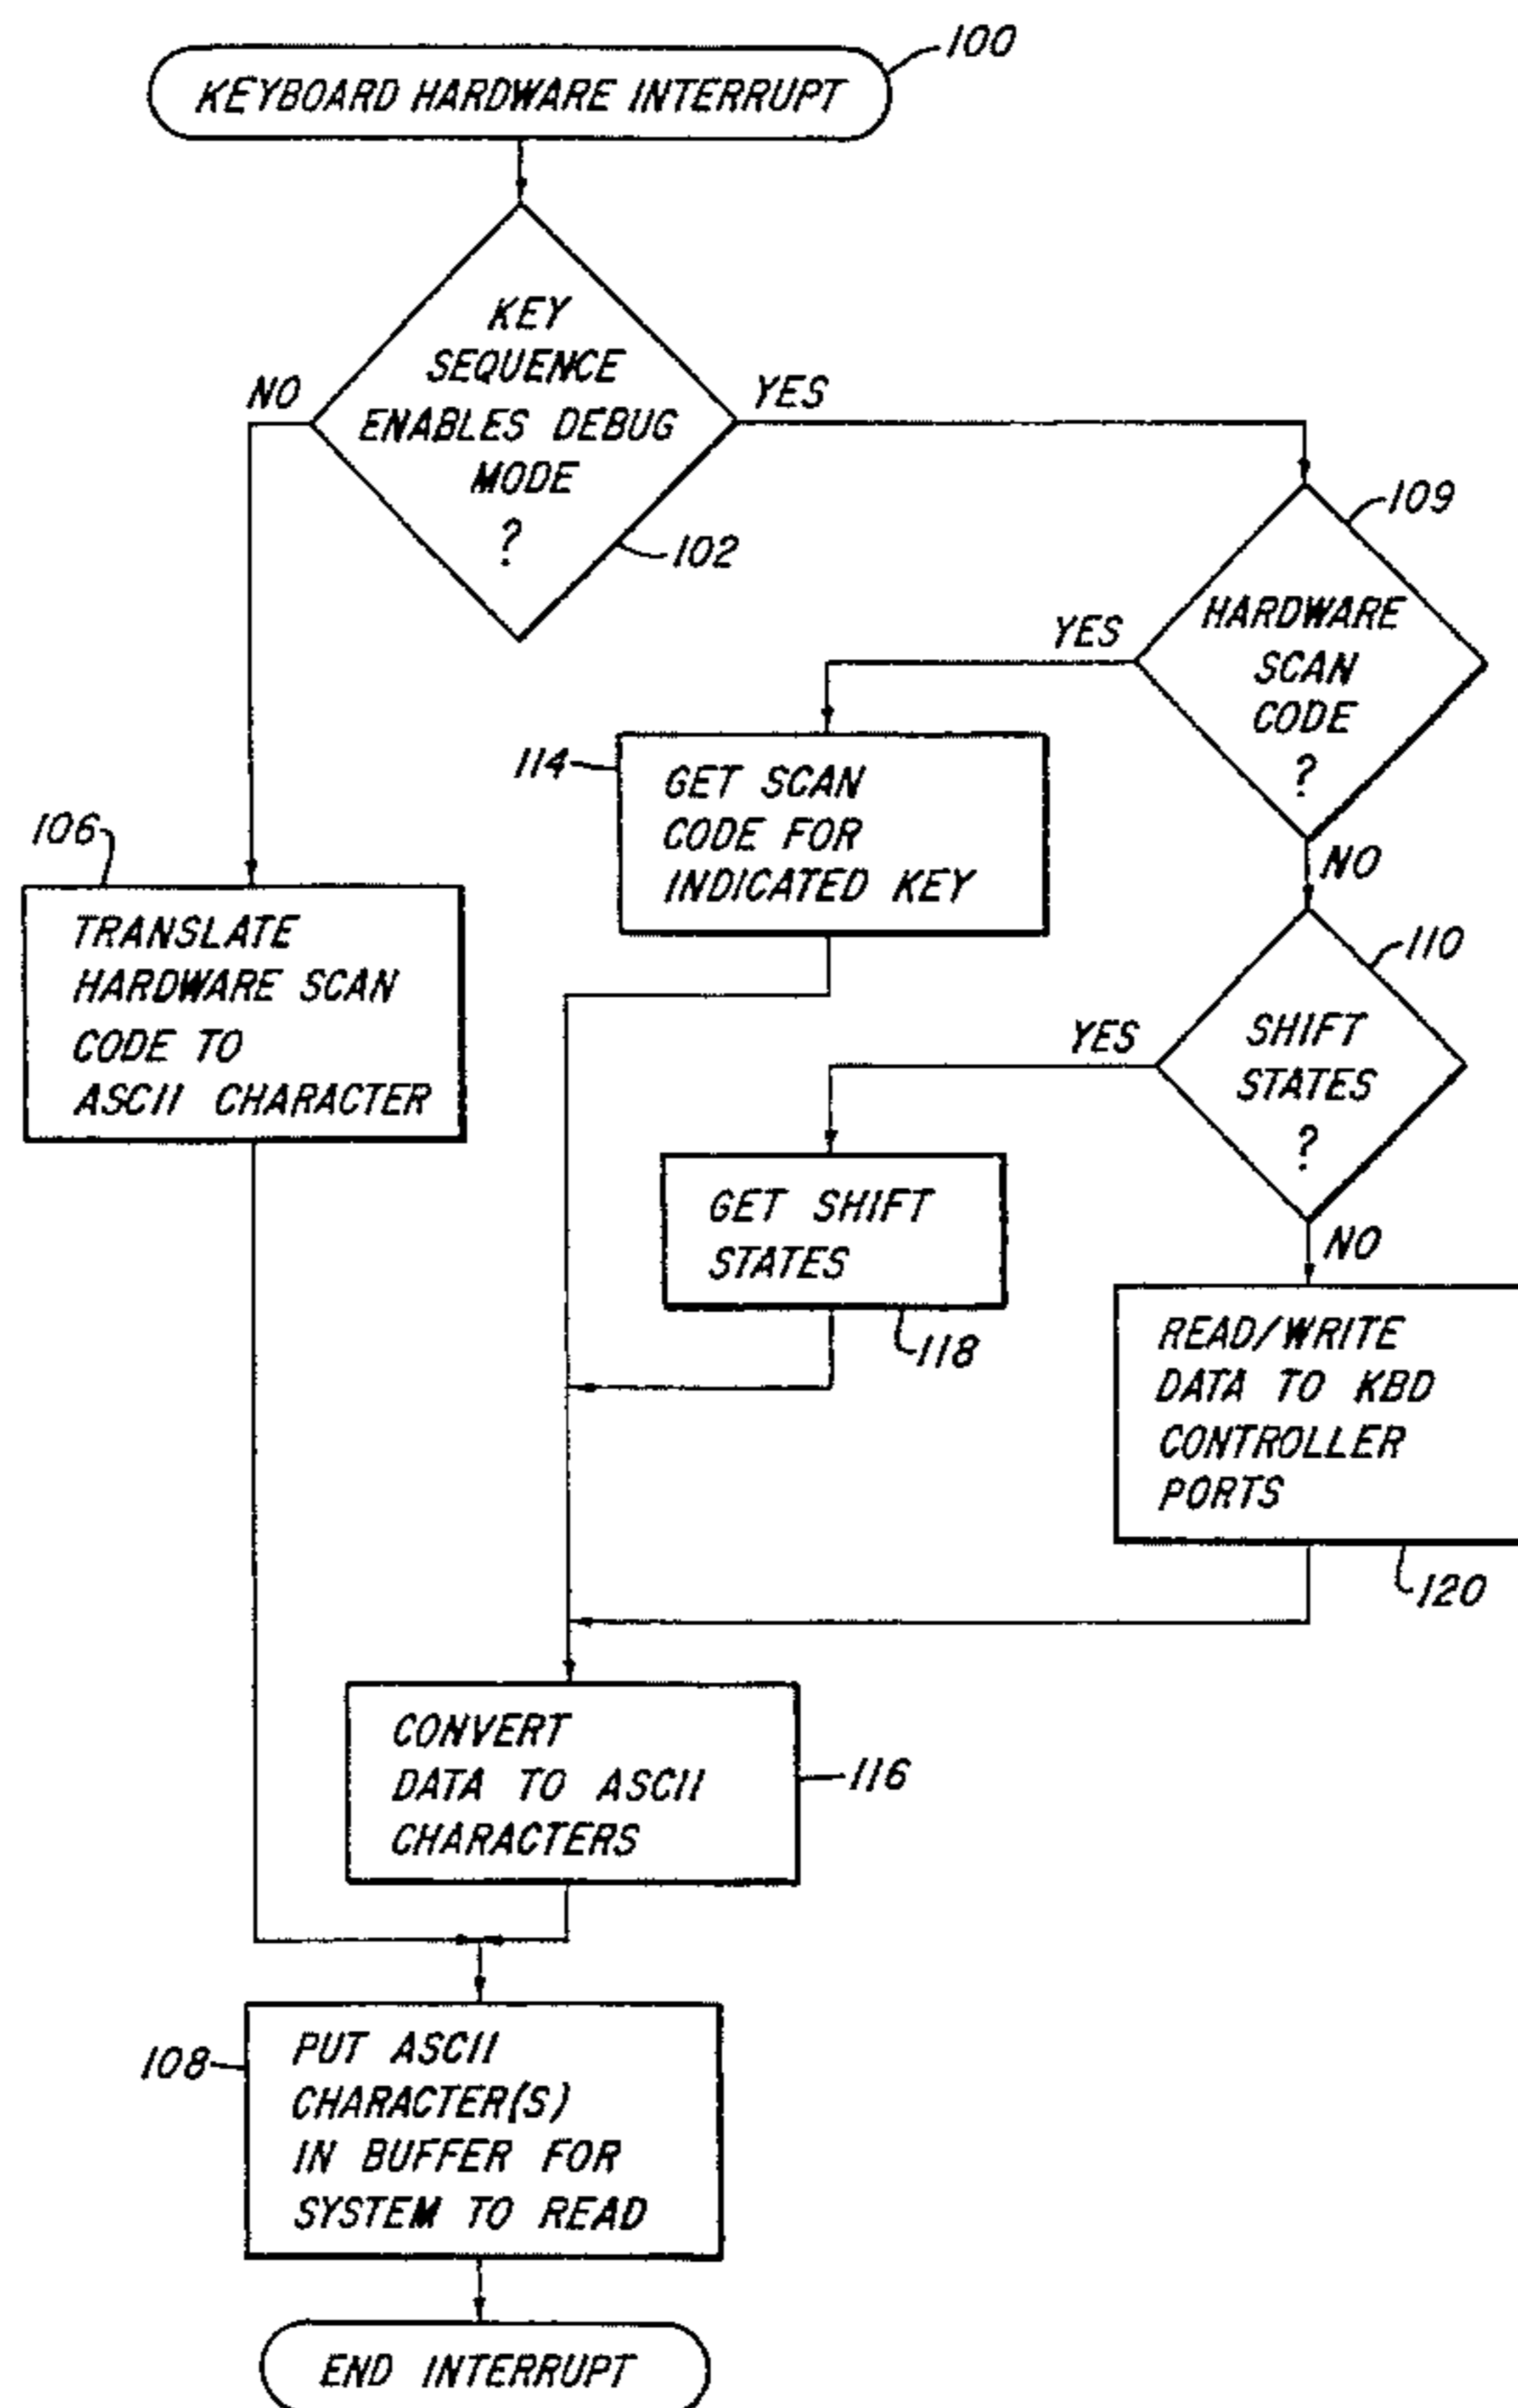 100
KEYBOARD HARDWARE INTERRUPT
KEY
SEQUENCE
ENABLES DEBUG
MODE
?
NO
YES
102
109
HARDWARE
SCAN
CODE
?
YES
NO
114
GET SCAN
CODE FOR
INDICATED KEY
106
TRANSLATE
HARDWARE SCAN
CODE TO
ASCII CHARACTER
110
SHIFT
STATES
?
YES
NO
GET SHIFT
STATES
118
READ/WRITE
DATA TO KBD
CONTROLLER
PORTS
120
CONVERT
DATA TO ASCII
CHARACTERS
116
108
PUT ASCII
CHARACTER(S)
IN BUFFER FOR
SYSTEM TO READ
END INTERRUPT